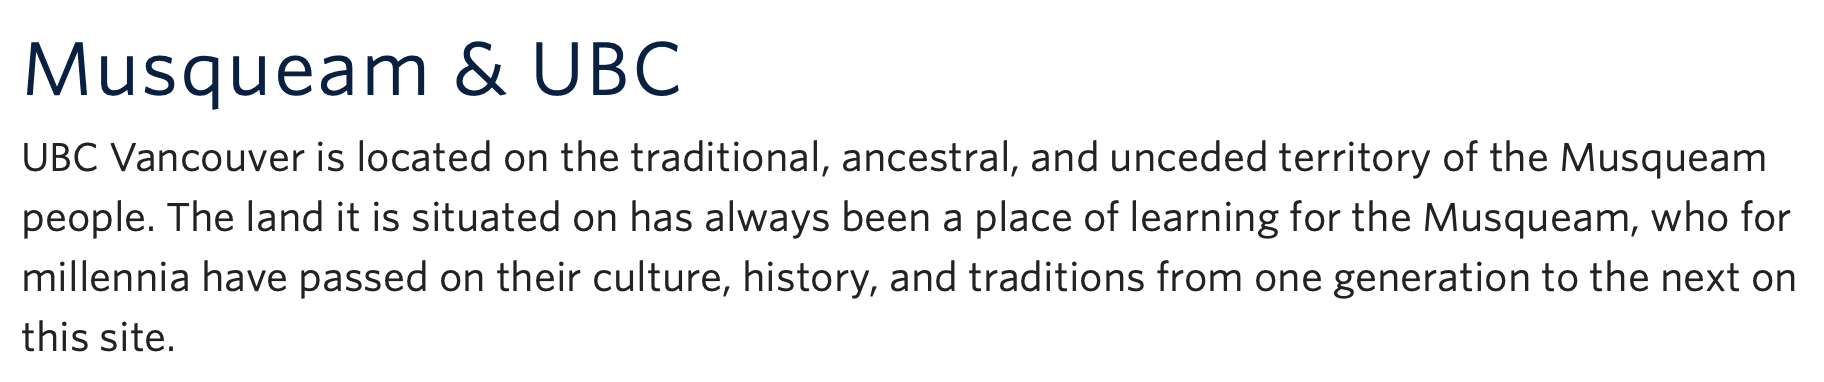 Musqueam & UBC
UBC Vancouver is located on the traditional, ancestral, and unceded territory of the Musqueam
people. The land it is situated on has always been a place of learning for the Musqueam, who for
millennia have passed on their culture, history, and traditions from one generation to the next on
this site.